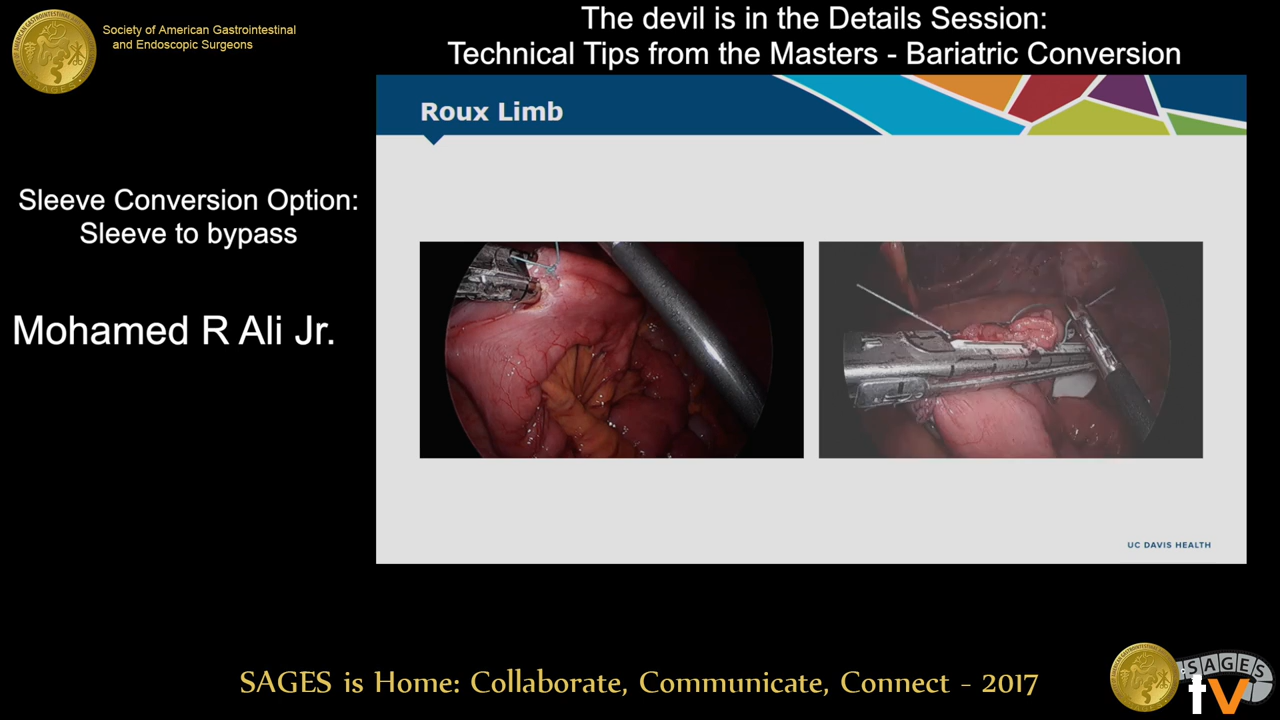 Society of American Gastrointestinal
and Endoscopic Surgeons
The devil is in the Details Session:
Technical Tips from the Masters - Bariatric Conversion
Roux Limb
Sleeve Conversion Option:
Sleeve to bypass
Mohamed R Ali Jr.
UC DAVIS HEALTH
SAGES is Home: Collaborate, Communicate, Connect - 2017
SAGES
tv